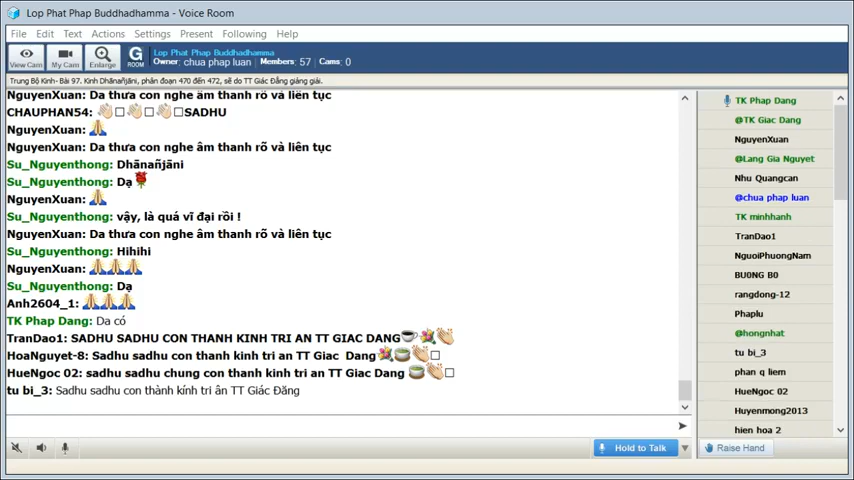 Lop Phat Phap Buddhadhamma - Voice Room
File Edit Text Actions Settings Present Following Help
View Cam My Cam Enlarge G ROOM
Lop Phat Phap Buddhadhamma
Owner: chua phap luan Members: 57 Cams: 0
Trung Bộ Kinh- Bài 97. Kinh Dhānañjāni, phân đoạn 470 đến 472, sẽ do TT Giác Đẳng giảng giải.
NguyenXuan: Da thưa con nghe âm thanh rõ và liên tục
CHAUPHAN54: SADHU
NguyenXuan:
NguyenXuan: Da thưa con nghe âm thanh rõ và liên tục
Su_Nguyenthong: Dhānañjāni
Su_Nguyenthong: Dạ
NguyenXuan:
Su_Nguyenthong: vậy, là quá vĩ đại rồi !
NguyenXuan: Da thưa con nghe âm thanh rõ và liên tục
Su_Nguyenthong: Hihihi
NguyenXuan:
Su_Nguyenthong: Dạ
Anh2604_1:
TK Phap Dang: Da có
TranDao1: SADHU SADHU CON THANH KINH TRI AN TT GIAC DANG
HoaNguyet-8: Sadhu sadhu con thanh kinh tri an TT Giac Dang
HueNgoc 02: sadhu sadhu chung con thanh kinh tri an TT Giac Dang
tu bi_3: Sadhu sadhu con thành kính tri ân TT Giác Đăng
TK Phap Dang
@TK Giac Dang
NguyenXuan
@Lang Gia Nguyet
Nhu Quangcan
@chua phap luan
TK minhhanh
TranDao1
NguoiPhuongNam
BU0NG B0
rangdong-12
Phaplu
@hongnhat
tu bi_3
phan q liem
HueNgoc 02
Huyenmong2013
hien hoa 2
Hold to Talk
Raise Hand